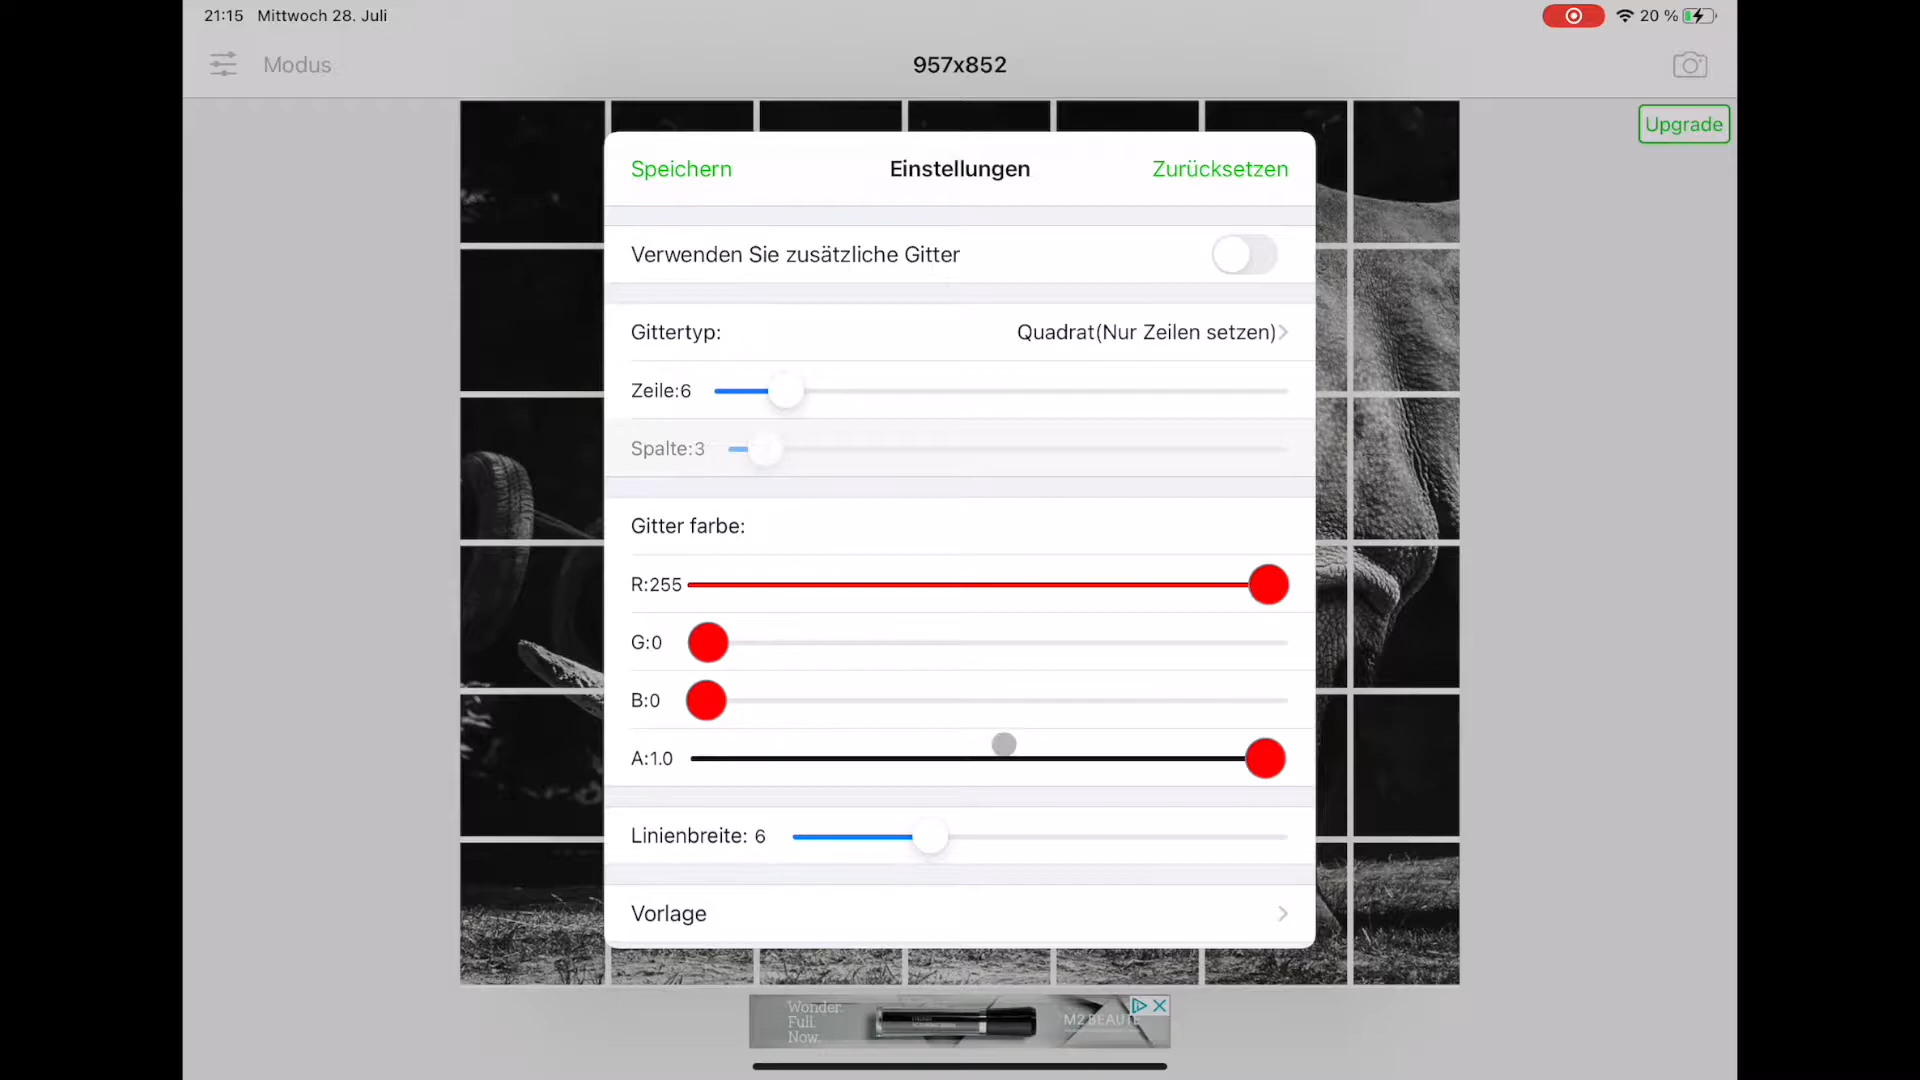 21:15 Mittwoch 28. Juli
20 %
Modus
957x852
Upgrade
Speichern
Einstellungen
Zurücksetzen
Verwenden Sie zusätzliche Gitter
Gittertyp:
Quadrat(Nur Zeilen setzen)
Zeile:6
Spalte:3
Gitter farbe:
R:255
G:0
B:0
A:1.0
Linienbreite: 6
Vorlage
Wonder.
Full.
Now.
M2 BEAUTÉ